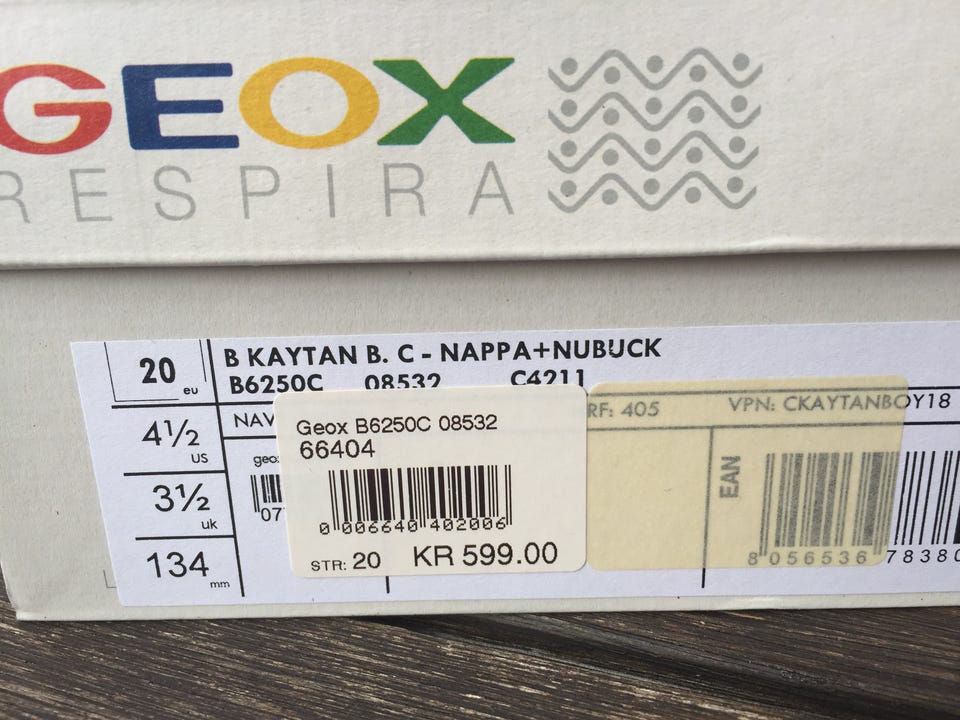 GEOX
RESPIRA
20 eu
B KAYTAN B. C - NAPPA+NUBUCK
B6250C 08532 C4211
4½ US
NAV
RF: 405 VPN: CKAYTANBOY18
Geox B6250C 08532
66404
geo
3½ uk
07
EAN
0 006640 402006
8 056536 78380
134 mm
STR: 20 KR 599.00